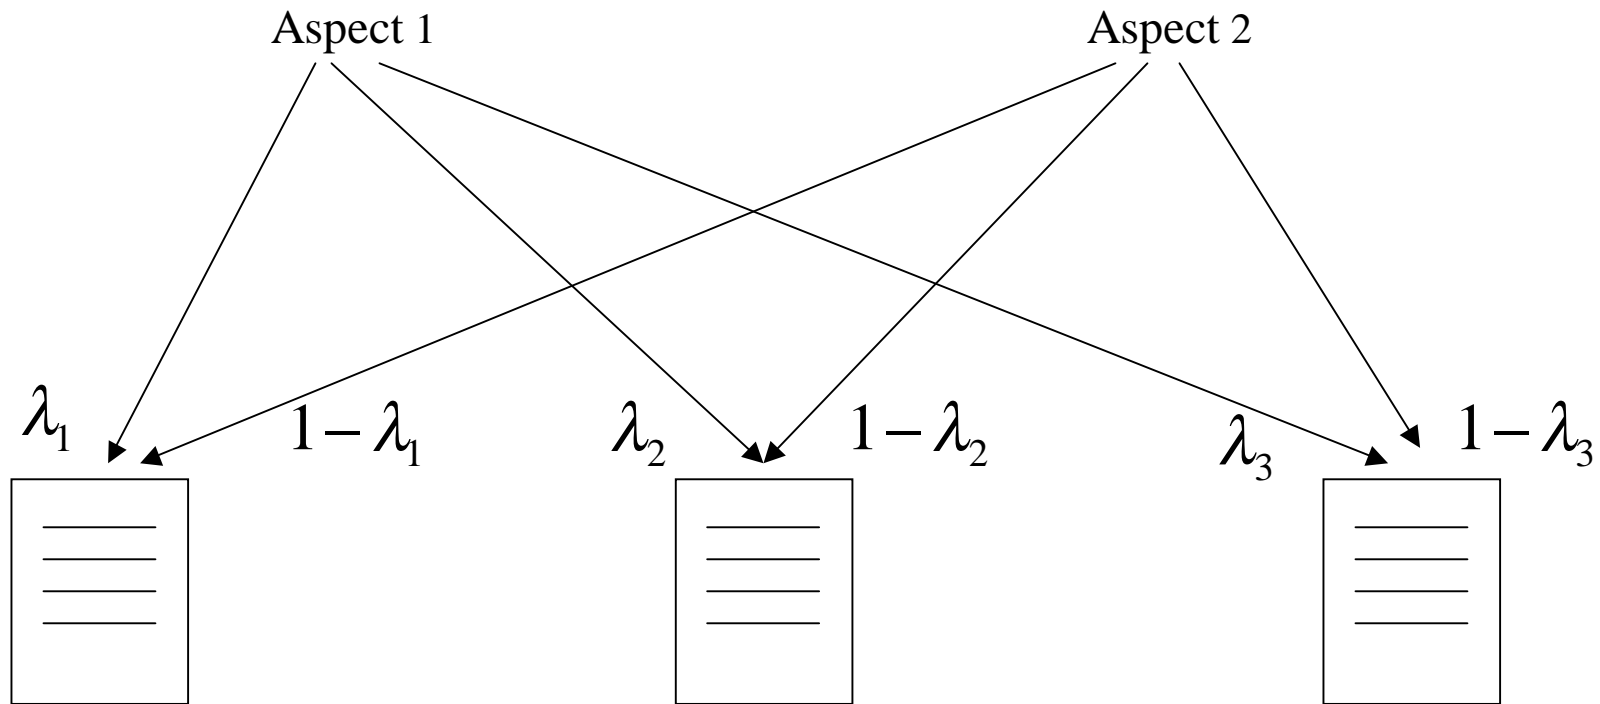 Aspect 1 Aspect 2
λ₁ 1 − λ₁ λ₂ 1 − λ₂ λ₃ 1 − λ₃